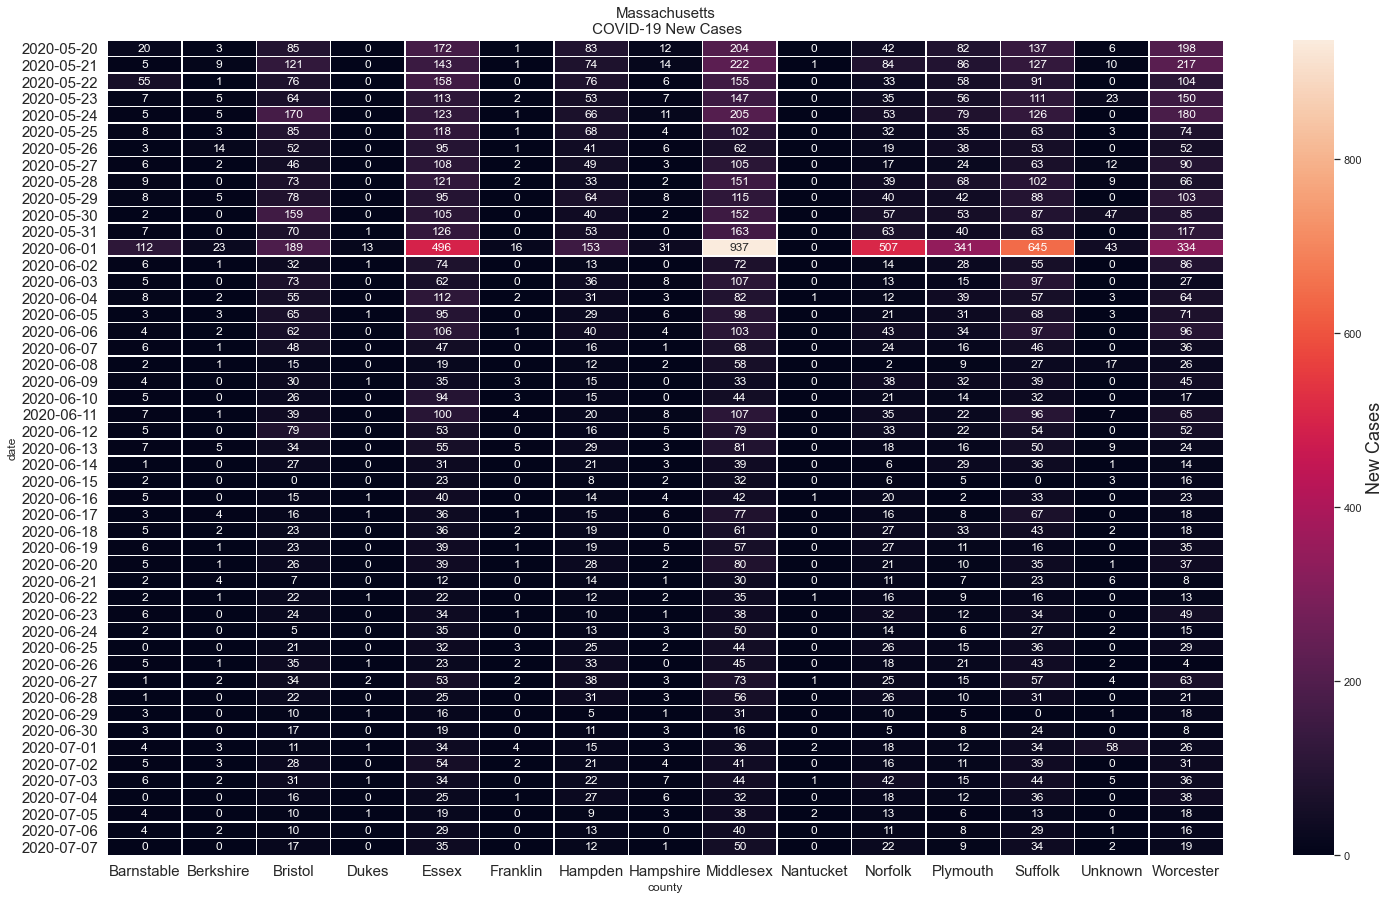 Massachusetts
COVID-19 New Cases
2020-05-20 20 3 85 0 172 1 83 12 204 0 42 82 137 6 198
2020-05-21 5 9 121 0 143 1 74 14 222 1 84 86 127 10 217
2020-05-22 55 1 76 0 158 0 76 6 155 0 33 58 91 0 104
2020-05-23 7 5 64 0 113 2 53 7 147 0 35 56 111 23 150
2020-05-24 5 5 170 0 123 1 66 11 205 0 53 79 126 0 180
2020-05-25 8 3 85 0 118 1 68 4 102 0 32 35 63 3 74
2020-05-26 3 14 52 0 95 1 41 6 62 0 19 38 53 0 52
2020-05-27 6 2 46 0 108 2 49 3 105 0 17 24 63 12 90
2020-05-28 9 0 73 0 121 2 33 2 151 0 39 68 102 9 66
2020-05-29 8 5 78 0 95 0 64 8 115 0 40 42 88 0 103
2020-05-30 2 0 159 0 105 0 40 2 152 0 57 53 87 47 85
2020-05-31 7 0 70 1 126 0 53 0 163 0 63 40 63 0 117
2020-06-01 112 23 189 13 496 16 153 31 937 0 507 341 645 43 334
2020-06-02 6 1 32 1 74 0 13 0 72 0 14 28 55 0 86
2020-06-03 5 0 73 0 62 0 36 8 107 0 13 15 97 0 27
2020-06-04 8 2 55 0 112 2 31 3 82 1 12 39 57 3 64
2020-06-05 3 3 65 1 95 0 29 6 98 0 21 31 68 3 71
2020-06-06 4 2 62 0 106 1 40 4 103 0 43 34 97 0 96
2020-06-07 6 1 48 0 47 0 16 1 68 0 24 16 46 0 36
2020-06-08 2 1 15 0 19 0 12 2 58 0 2 9 27 17 26
2020-06-09 4 0 30 1 35 3 15 0 33 0 38 32 39 0 45
2020-06-10 5 0 26 0 94 3 15 0 44 0 21 14 32 0 17
2020-06-11 7 1 39 0 100 4 20 8 107 0 35 22 96 7 65
2020-06-12 5 0 79 0 53 0 16 5 79 0 33 22 54 0 52
2020-06-13 7 5 34 0 55 5 29 3 81 0 18 16 50 9 24
2020-06-14 1 0 27 0 31 0 21 3 39 0 6 29 36 1 14
2020-06-15 2 0 0 0 23 0 8 2 32 0 6 5 0 3 16
2020-06-16 5 0 15 1 40 0 14 4 42 1 20 2 33 0 23
2020-06-17 3 4 16 1 36 1 15 6 77 0 16 8 67 0 18
2020-06-18 5 2 23 0 36 2 19 0 61 0 27 33 43 2 18
2020-06-19 6 1 23 0 39 1 19 5 57 0 27 11 16 0 35
2020-06-20 5 1 26 0 39 1 28 2 80 0 21 10 35 1 37
2020-06-21 2 4 7 0 12 0 14 1 30 0 11 7 23 6 8
2020-06-22 2 1 22 1 22 0 12 2 35 1 16 9 16 0 13
2020-06-23 6 0 24 0 34 1 10 1 38 0 32 12 34 0 49
2020-06-24 2 0 5 0 35 0 13 3 50 0 14 6 27 2 15
2020-06-25 0 0 21 0 32 3 25 2 44 0 26 15 36 0 29
2020-06-26 5 1 35 1 23 2 33 0 45 0 18 21 43 2 4
2020-06-27 1 2 34 2 53 2 38 3 73 1 25 15 57 4 63
2020-06-28 1 0 22 0 25 0 31 3 56 0 26 10 31 0 21
2020-06-29 3 0 10 1 16 0 5 1 31 0 10 5 0 1 18
2020-06-30 3 0 17 0 19 0 11 3 16 0 5 8 24 0 8
2020-07-01 4 3 11 1 34 4 15 3 36 2 18 12 34 58 26
2020-07-02 5 3 28 0 54 2 21 4 41 0 16 11 39 0 31
2020-07-03 6 2 31 1 34 0 22 7 44 1 42 15 44 5 36
2020-07-04 0 0 16 0 25 1 27 6 32 0 18 12 36 0 38
2020-07-05 4 0 10 1 19 0 9 3 38 2 13 6 13 0 18
2020-07-06 4 2 10 0 29 0 13 0 40 0 11 8 29 1 16
2020-07-07 0 0 17 0 35 0 12 1 50 0 22 9 34 2 19
Barnstable Berkshire Bristol Dukes Essex Franklin Hampden Hampshire Middlesex Nantucket Norfolk Plymouth Suffolk Unknown Worcester
county
date
800
600
400
200
0
New Cases